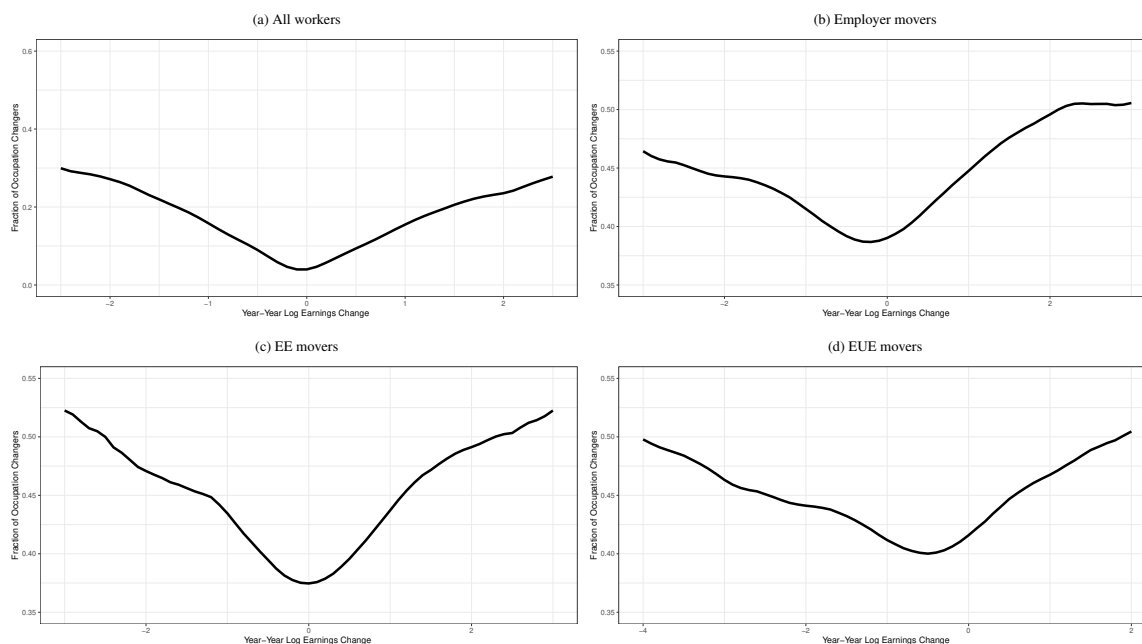 (a) All workers
0.6
0.4
0.2
0.0
Fraction of Occupation Changers
−2
−1
0
1
2
Year−Year Log Earnings Change
(b) Employer movers
0.55
0.50
0.45
0.40
0.35
Fraction of Occupation Changers
−2
0
2
Year−Year Log Earnings Change
(c) EE movers
0.55
0.50
0.45
0.40
0.35
Fraction of Occupation Changers
−2
0
2
Year−Year Log Earnings Change
(d) EUE movers
0.55
0.50
0.45
0.40
0.35
Fraction of Occupation Changers
−4
−2
0
2
Year−Year Log Earnings Change